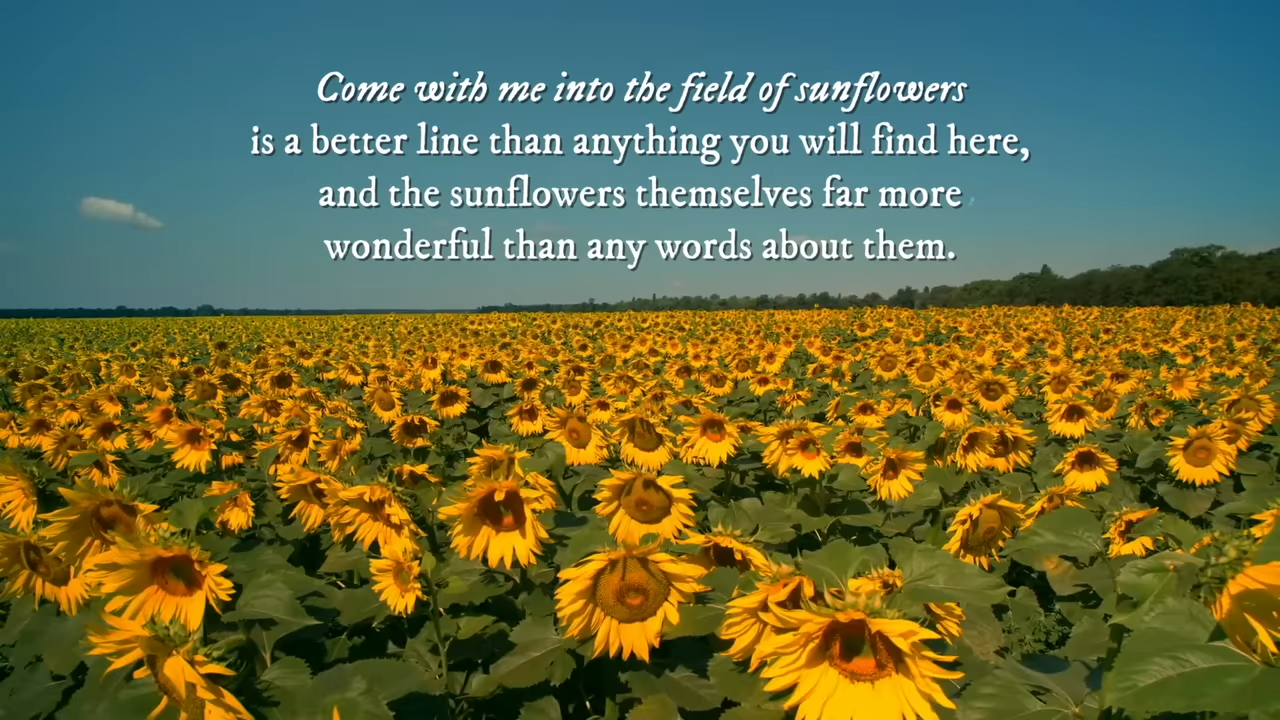 Come with me into the field of sunflowers
is a better line than anything you will find here,
and the sunflowers themselves far more
wonderful than any words about them.